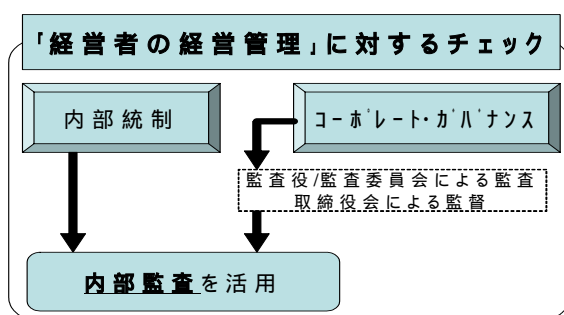 「経営者の経営管理」に対するチェック
内部統制
ｺｰﾎﾟﾚｰﾄ･ｶﾞﾊﾞﾅﾝｽ
監査役/監査委員会による監査
取締役会による監督
内部監査を活用